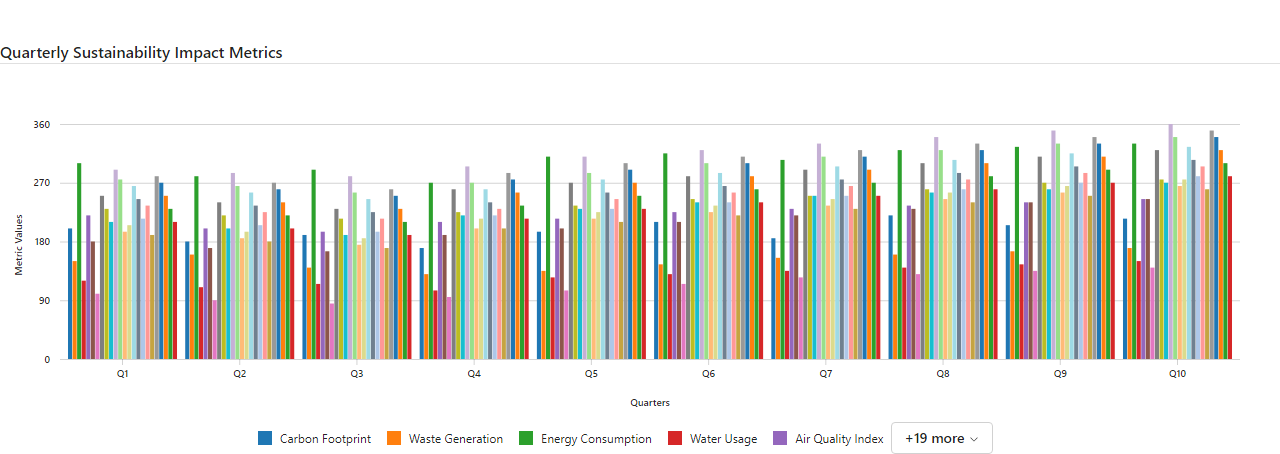 Quarterly Sustainability Impact Metrics
Metric Values
360
270
180
90
0
Q1 Q2 Q3 Q4 Q5 Q6 Q7 Q8 Q9 Q10
Quarters
Carbon Footprint Waste Generation Energy Consumption Water Usage Air Quality Index +19 more